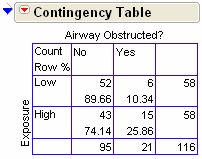 Contingency Table
Airway Obstructed?
Count No Yes
Row %
Low 52 6 58
89.66 10.34
High 43 15 58
74.14 25.86
95 21 116
Exposure